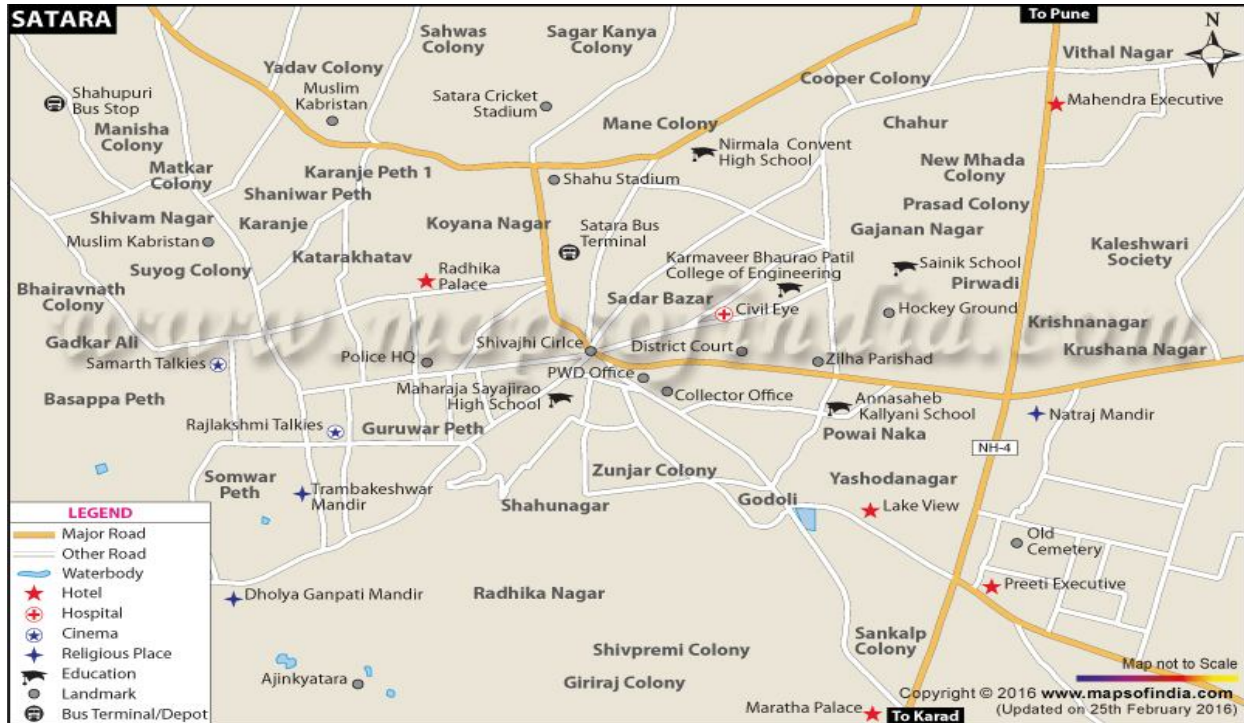 SATARA
To Pune
N
Sahwas
Colony
Sagar Kanya
Colony
Vithal Nagar
Yadav Colony
Cooper Colony
Shahupuri
Bus Stop
Muslim
Kabristan
Satara Cricket
Stadium
Mahendra Executive
Manisha
Colony
Mane Colony
Chahur
Nirmala Convent
High School
Matkar
Colony
Karanje Peth 1
Shahu Stadium
New Mhada
Colony
Shaniwar Peth
Prasad Colony
Shivam Nagar
Karanje
Koyana Nagar
Satara Bus
Terminal
Gajanan Nagar
Muslim Kabristan
Katarakhatav
Kaleshwari
Society
Suyog Colony
Radhika
Palace
Karmaveer Bhaurao Patil
College of Engineering
Sainik School
Pirwadi
Bhairavnath
Colony
Sadar Bazar
Civil Eye
Hockey Ground
www.mapsofindia.com
Krishnanagar
Gadkar Ali
Shivajhi Cirlce
District Court
Krushana Nagar
Samarth Talkies
Police HQ
Zilha Parishad
PWD Office
Basappa Peth
Maharaja Sayajirao
High School
Collector Office
Annasaheb
Kallyani School
Natraj Mandir
Rajlakshmi Talkies
Guruwar Peth
Powai Naka
NH-4
Somwar
Peth
Zunjar Colony
Yashodanagar
Trambakeshwar
Mandir
Shahunagar
Godoli
Lake View
Old
Cemetery
Preeti Executive
Dholya Ganpati Mandir
Radhika Nagar
Sankalp
Colony
Shivpremi Colony
Ajinkyatara
Giriraj Colony
Maratha Palace
To Karad
LEGEND
Major Road
Other Road
Waterbody
Hotel
Hospital
Cinema
Religious Place
Education
Landmark
Bus Terminal/Depot
Map not to Scale
Copyright © 2016 www.mapsofindia.com
(Updated on 25th February 2016)